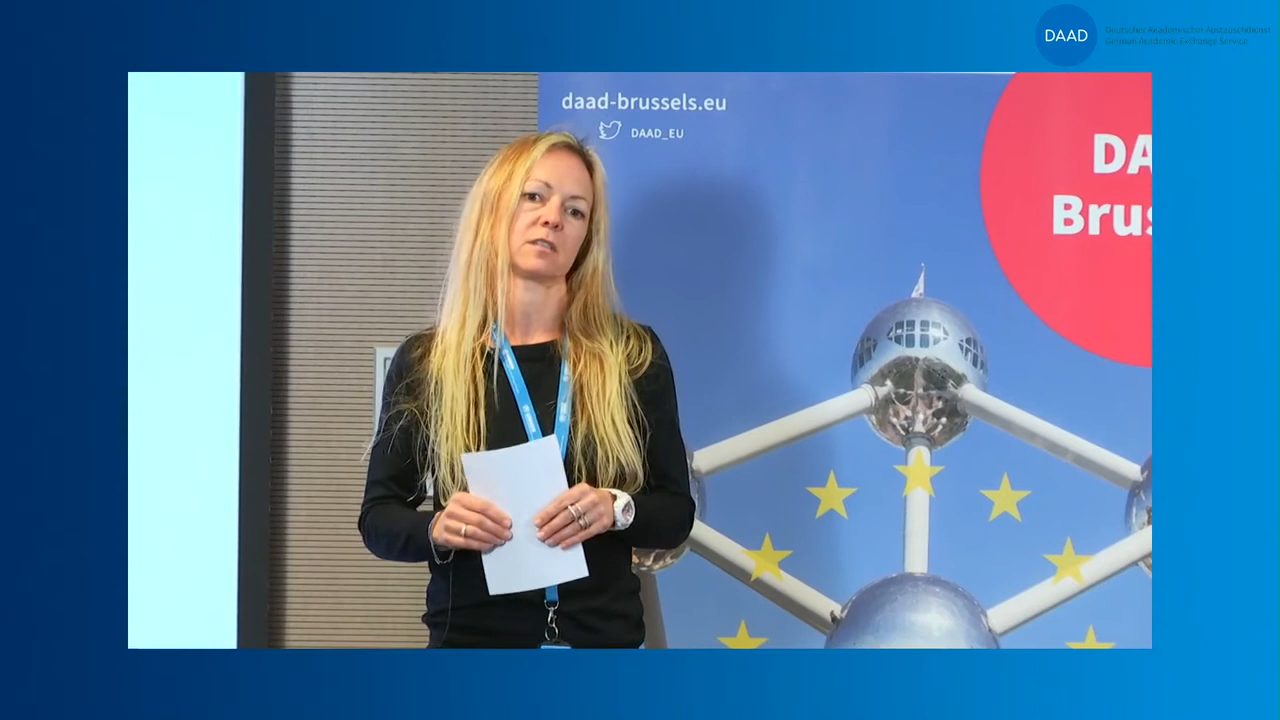 DAAD
Deutscher Akademischer Austauschdienst
German Academic Exchange Service
daad-brussels.eu
DAAD_EU
DA
Brus